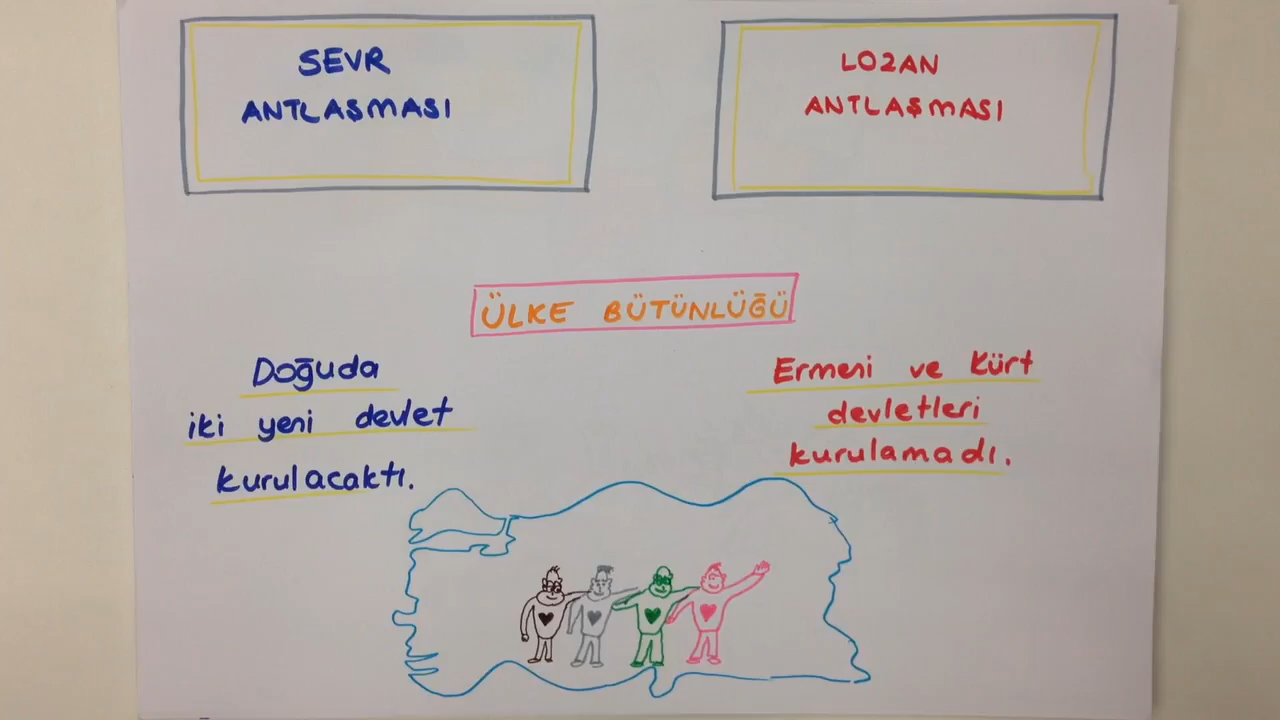 SEVR
ANTLAŞMASI
LOZAN
ANTLAŞMASI
ÜLKE BÜTÜNLÜĞÜ
Doğuda
iki yeni devlet
kurulacaktı.
Ermeni ve Kürt
devletleri
kurulamadı.